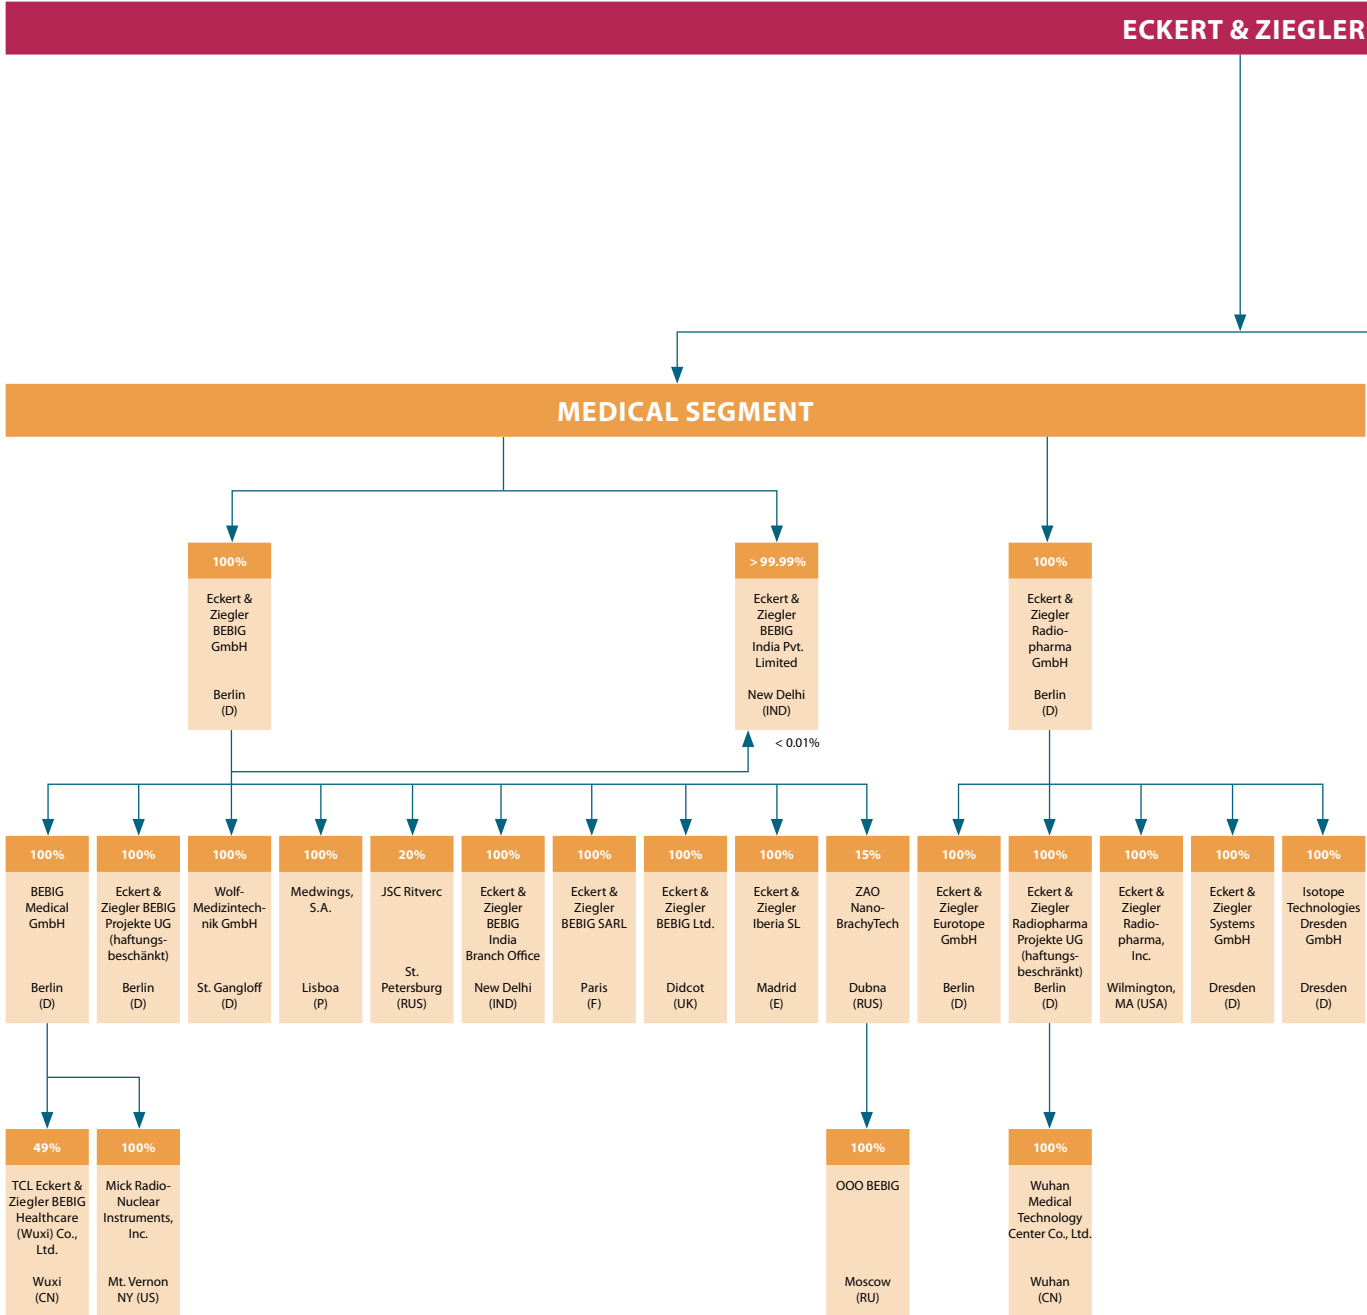 ECKERT & ZIEGLER
MEDICAL SEGMENT
100%
Eckert &
Ziegler
BEBIG
GmbH
Berlin
(D)
> 99.99%
Eckert &
Ziegler
BEBIG
India Pvt.
Limited
New Delhi
(IND)
100%
Eckert &
Ziegler
Radio-
pharma
GmbH
Berlin
(D)
< 0.01%
100%
BEBIG
Medical
GmbH
Berlin
(D)
100%
Eckert &
Ziegler BEBIG
Projekte UG
(haftungs-
beschänkt)
Berlin
(D)
100%
Wolf-
Medizintech-
nik GmbH
St. Gangloff
(D)
100%
Medwings,
S.A.
Lisboa
(P)
20%
JSC Ritverc
St.
Petersburg
(RUS)
100%
Eckert &
Ziegler
BEBIG
India
Branch Office
New Delhi
(IND)
100%
Eckert &
Ziegler
BEBIG SARL
Paris
(F)
100%
Eckert &
Ziegler
BEBIG Ltd.
Didcot
(UK)
100%
Eckert &
Ziegler
Iberia SL
Madrid
(E)
15%
ZAO
Nano-
BrachyTech
Dubna
(RUS)
100%
Eckert &
Ziegler
Eurotope
GmbH
Berlin
(D)
100%
Eckert &
Ziegler
Radiopharma
Projekte UG
(haftungs-
beschränkt)
Berlin
(D)
100%
Eckert &
Ziegler
Radio-
pharma,
Inc.
Wilmington,
MA (USA)
100%
Eckert &
Ziegler
Systems
GmbH
Dresden
(D)
100%
Isotope
Technologies
Dresden
GmbH
Dresden
(D)
49%
TCL Eckert &
Ziegler BEBIG
Healthcare
(Wuxi) Co.,
Ltd.
Wuxi
(CN)
100%
Mick Radio-
Nuclear
Instruments,
Inc.
Mt. Vernon
NY (US)
100%
OOO BEBIG
Moscow
(RU)
100%
Wuhan
Medical
Technology
Center Co., Ltd.
Wuhan
(CN)